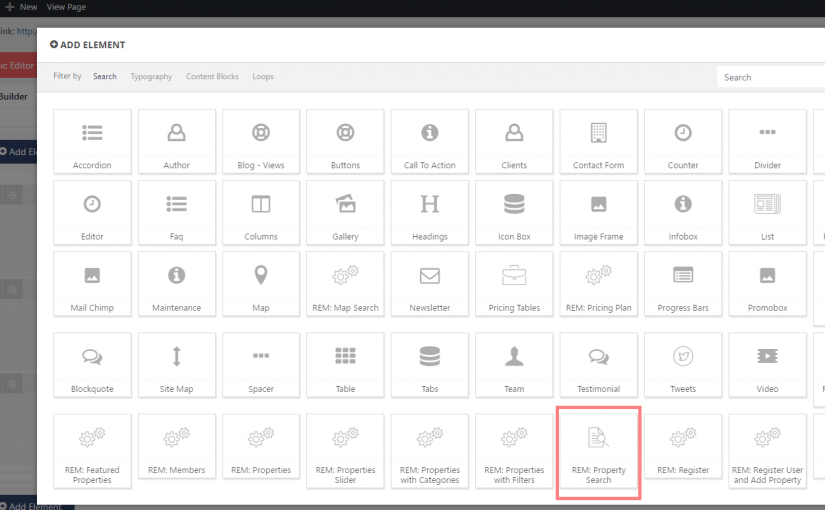 New View Page
link: http:/
ADD ELEMENT
ic Editor
Filter by Search Typography Content Blocks Loops
Search
Builder
Add El
Accordion
Author
Blog - Views
Buttons
Call To Action
Clients
Contact Form
Counter
Divider
Editor
Faq
Columns
Gallery
Headings
Icon Box
Image Frame
Infobox
List
Mail Chimp
Maintenance
Map
REM: Map Search
Newsletter
Pricing Tables
REM: Pricing Plan
Progress Bars
Promobox
Blockquote
Site Map
Spacer
Table
Tabs
Team
Testimonial
Tweets
Video
REM: Featured
Properties
REM: Members
REM: Properties
REM: Properties
Slider
REM: Properties
with Categories
REM: Properties
with Filters
REM: Property
Search
REM: Register
REM: Register User
and Add Property
Add Element